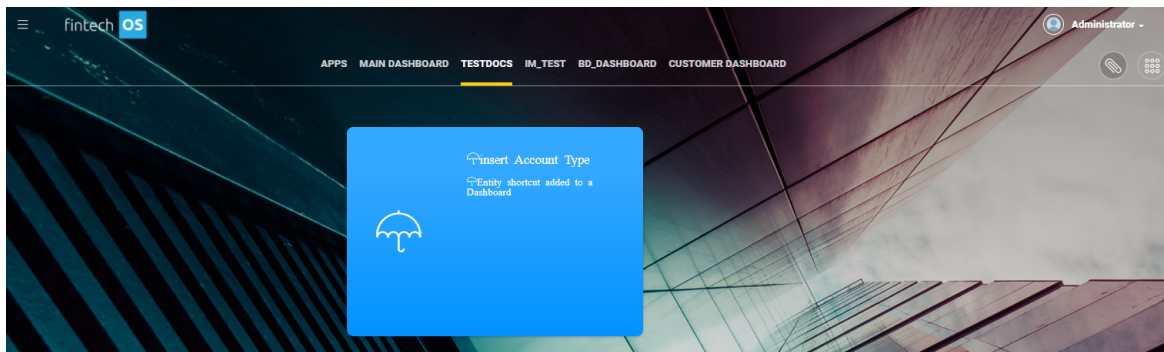 fintech OS
Administrator
APPS MAIN DASHBOARD TESTDOCS IM_TEST BD_DASHBOARD CUSTOMER DASHBOARD
insert Account Type
Entity shortcut added to a
Dashboard